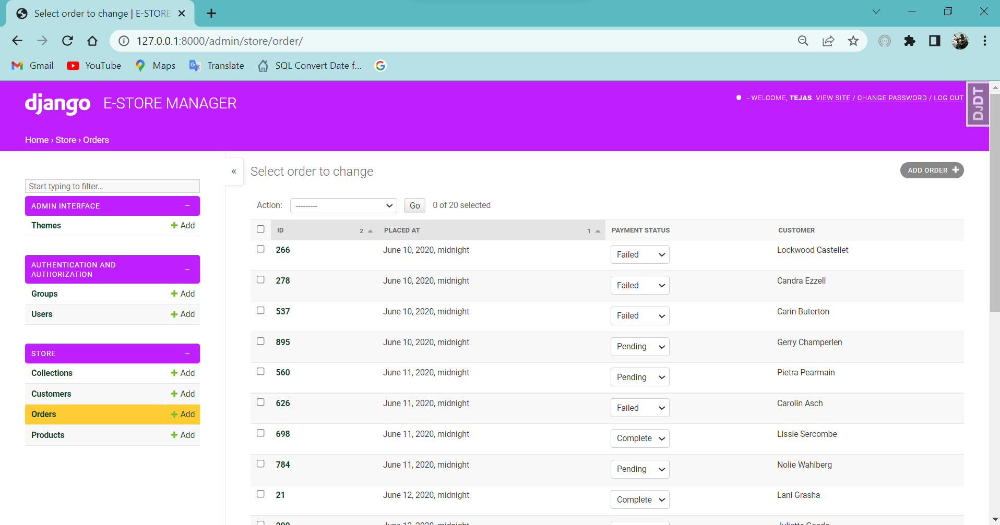 Select order to change | E-STORE
127.0.0.1:8000/admin/store/order/
Gmail YouTube Maps Translate SQL Convert Date f...
django E-STORE MANAGER
- WELCOME, TEJAS. VIEW SITE / CHANGE PASSWORD / LOG OUT
DJDT
Home › Store › Orders
Start typing to filter...
ADMIN INTERFACE –
Themes + Add
AUTHENTICATION AND
AUTHORIZATION –
Groups + Add
Users + Add
STORE –
Collections + Add
Customers + Add
Orders + Add
Products + Add
«
Select order to change
ADD ORDER +
Action: --------- Go 0 of 20 selected
ID 2 PLACED AT 1 PAYMENT STATUS CUSTOMER
266 June 10, 2020, midnight Failed Lockwood Castellet
278 June 10, 2020, midnight Failed Candra Ezzell
537 June 10, 2020, midnight Failed Carin Buterton
895 June 10, 2020, midnight Pending Gerry Champerlen
560 June 11, 2020, midnight Pending Pietra Pearmain
626 June 11, 2020, midnight Failed Carolin Asch
698 June 11, 2020, midnight Complete Lissie Sercombe
784 June 11, 2020, midnight Pending Nolie Wahlberg
21 June 12, 2020, midnight Complete Lani Grasha